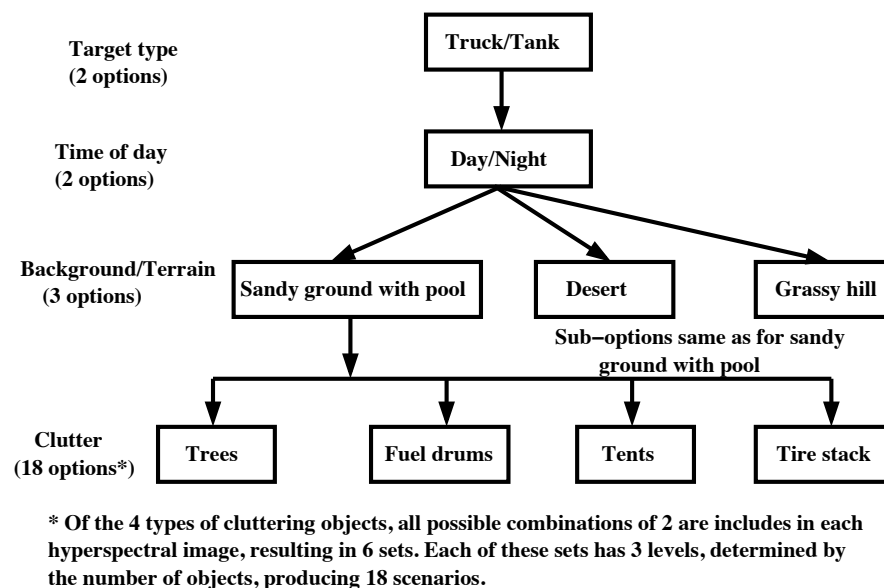 Target type
(2 options)
Truck/Tank
Time of day
(2 options)
Day/Night
Background/Terrain
(3 options)
Sandy ground with pool
Desert
Grassy hill
Sub−options same as for sandy
ground with pool
Clutter
(18 options*)
Trees
Fuel drums
Tents
Tire stack
* Of the 4 types of cluttering objects, all possible combinations of 2 are includes in each
hyperspectral image, resulting in 6 sets. Each of these sets has 3 levels, determined by
the number of objects, producing 18 scenarios.